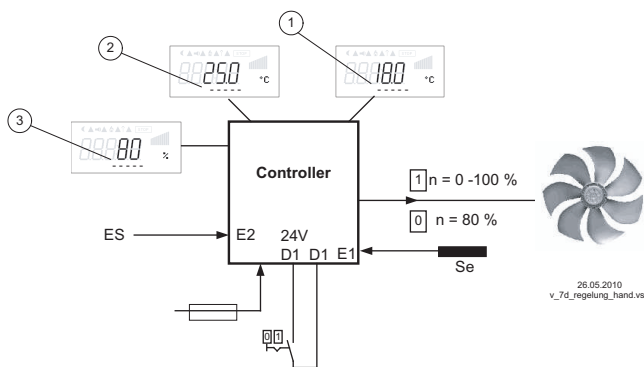 1
2
25.0 °C
18.0 °C
3
80 %
Controller
1 n = 0 -100 %
0 n = 80 %
ES
E2
24V
D1 D1 E1
Se
26.05.2010
v_7d_regelung_hand.vs
0 1